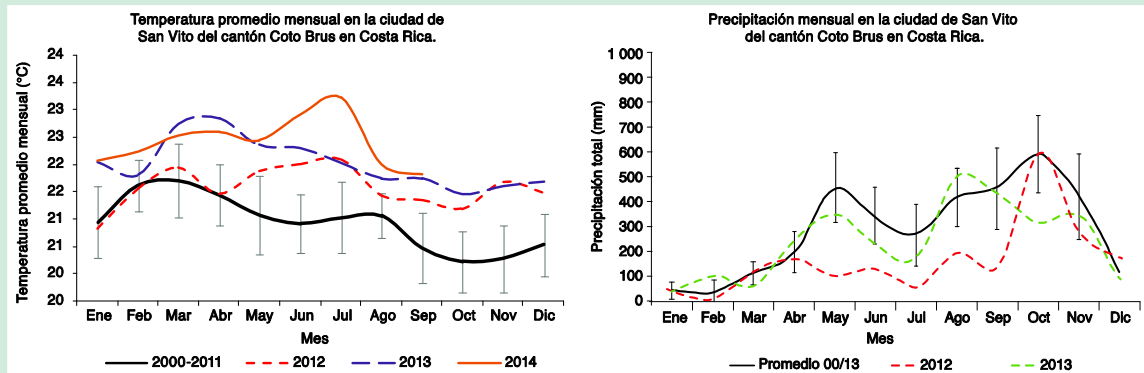 Temperatura promedio mensual en la ciudad de
San Vito del cantón Coto Brus en Costa Rica.
Temperatura promedio mensual (°C)
24
24
23
23
22
22
21
21
20
20
Ene Feb Mar Abr May Jun Jul Ago Sep Oct Nov Dic
Mes
2000-2011 2012 2013 2014
Precipitación mensual en la ciudad de San Vito
del cantón Coto Brus en Costa Rica.
Precipitación total (mm)
1 000
900
800
700
600
500
400
300
200
100
0
Ene Feb Mar Abr May Jun Jul Ago Sep Oct Nov Dic
Mes
Promedio 00/13 2012 2013